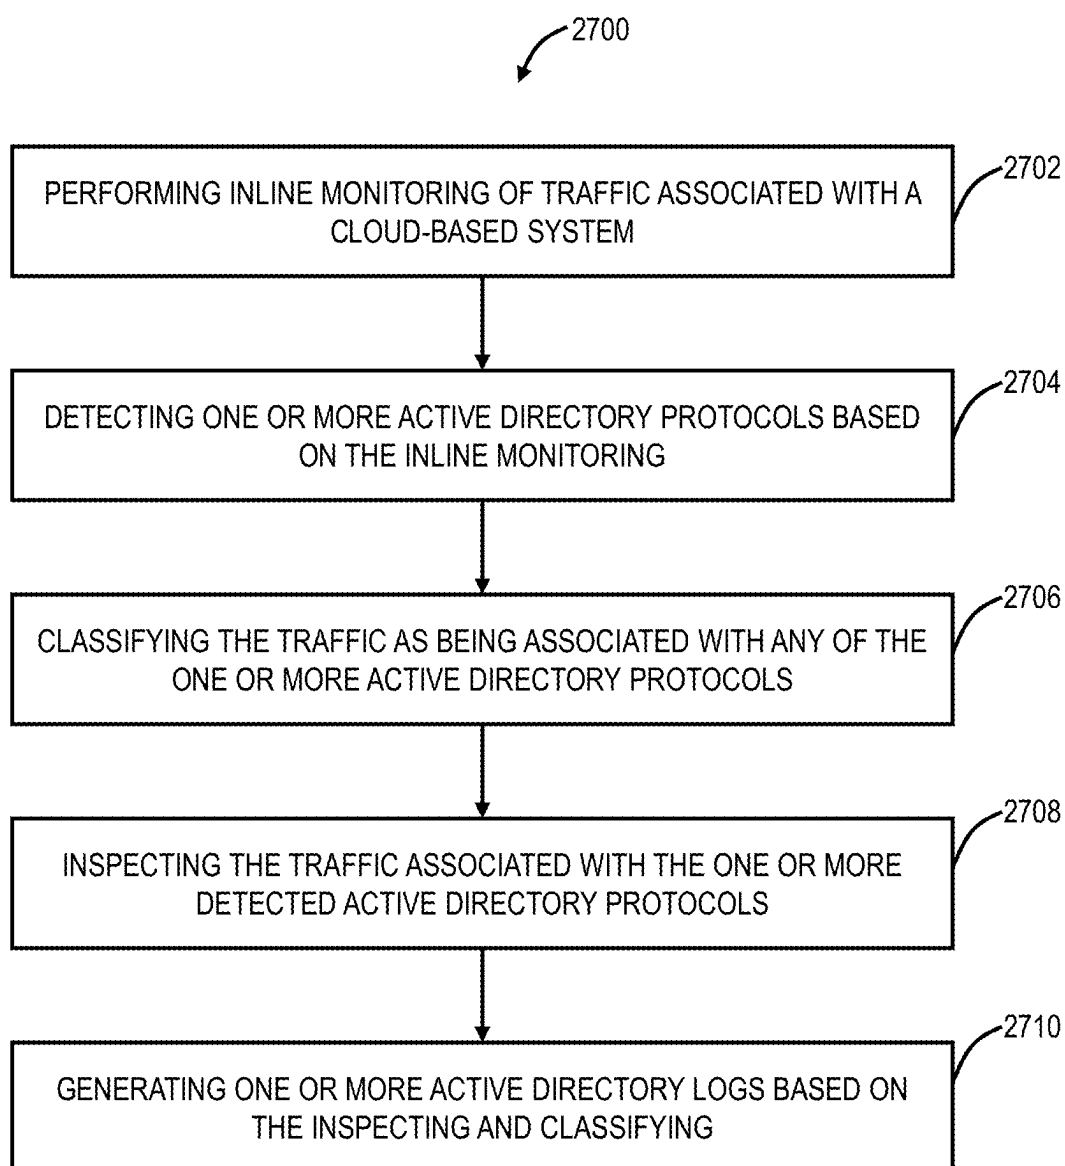 2700
PERFORMING INLINE MONITORING OF TRAFFIC ASSOCIATED WITH A
CLOUD-BASED SYSTEM
2702
DETECTING ONE OR MORE ACTIVE DIRECTORY PROTOCOLS BASED
ON THE INLINE MONITORING
2704
CLASSIFYING THE TRAFFIC AS BEING ASSOCIATED WITH ANY OF THE
ONE OR MORE ACTIVE DIRECTORY PROTOCOLS
2706
INSPECTING THE TRAFFIC ASSOCIATED WITH THE ONE OR MORE
DETECTED ACTIVE DIRECTORY PROTOCOLS
2708
GENERATING ONE OR MORE ACTIVE DIRECTORY LOGS BASED ON
THE INSPECTING AND CLASSIFYING
2710